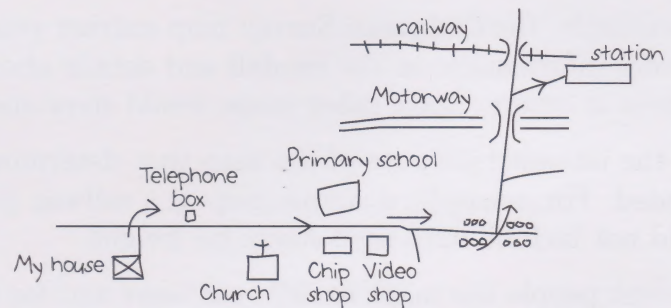 railway
station
Motorway
Primary school
Telephone
box
My house
Church
Chip
shop
Video
shop